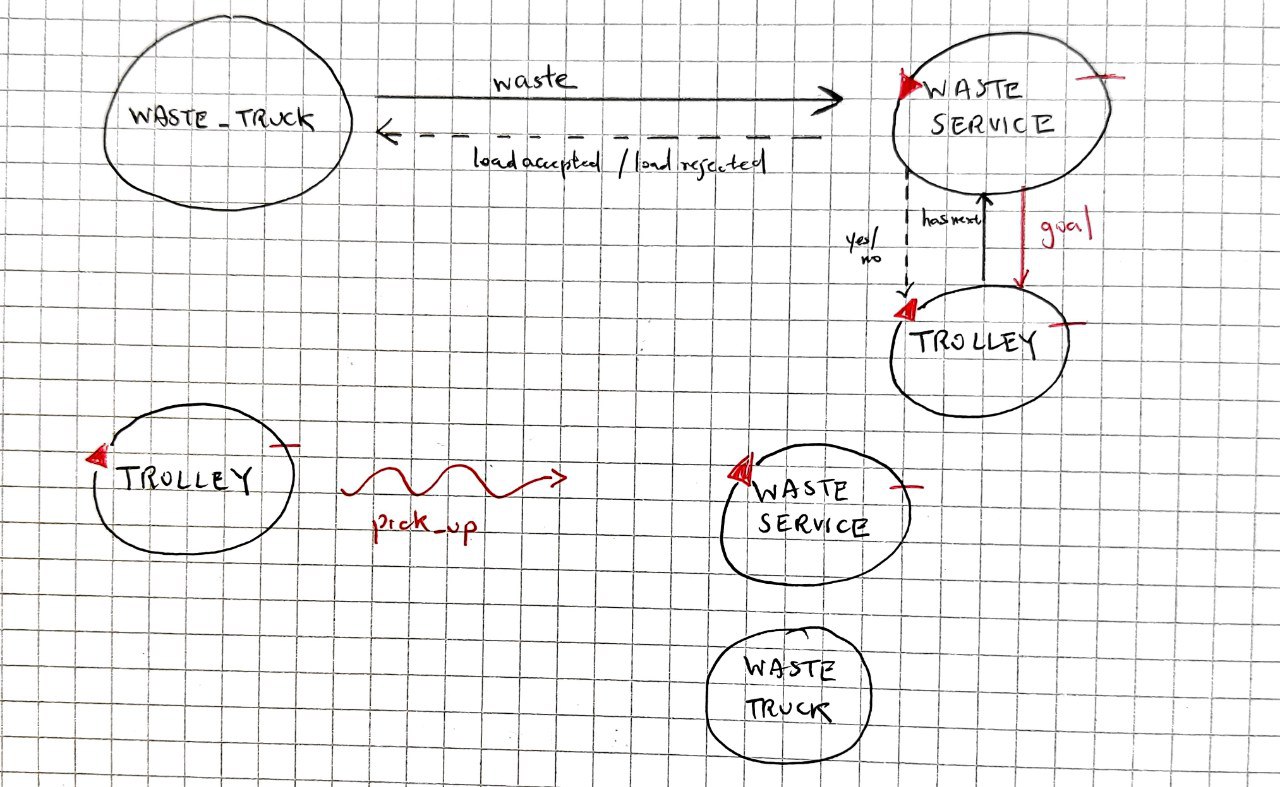 WASTE_TRUCK
waste
loadaccepted / load rejected
WASTE
SERVICE
yes/
no
hasnext
goal
TROLLEY
TROLLEY
pick_up
WASTE
SERVICE
WASTE
TRUCK